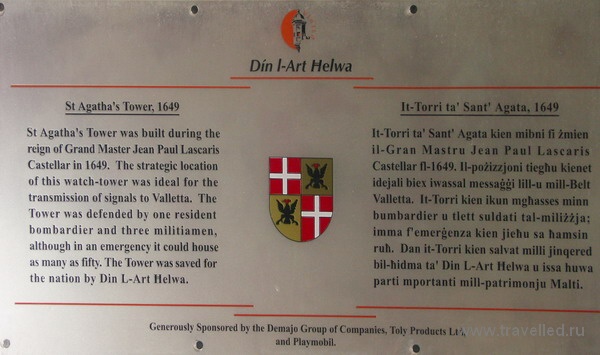 Din l-Art Ħelwa
St Agatha's Tower, 1649
St Agatha's Tower was built during the
reign of Grand Master Jean Paul Lascaris
Castellar in 1649. The strategic location
of this watch-tower was ideal for the
transmission of signals to Valletta. The
Tower was defended by one resident
bombardier and three militiamen,
although in an emergency it could house
as many as fifty. The Tower was saved for
the nation by Din L-Art Ħelwa.
It-Torri ta' Sant' Agata, 1649
It-Torri ta' Sant' Agata kien mibni fi żmien
il-Gran Mastru Jean Paul Lascaris
Castellar fl-1649. Il-pożizzjoni tiegħu kienet
idejali biex iwassal messaġġi lill-u mill-Belt
Valletta. It-Torri kien ikun mgħasses minn
bumbardier u tlett suldati tal-miliżżja;
imma f'emerġenza kien jieħu sa ħamsin
ruħ. Dan it-Torri kien salvat milli jinqered
bil-ħidma ta' Din L-Art Ħelwa u issa huwa
parti mportanti mill-patrimonju Malti.
Generously Sponsored by the Demajo Group of Companies, Toly Products Ltd,
and Playmobil.
www.travelled.ru